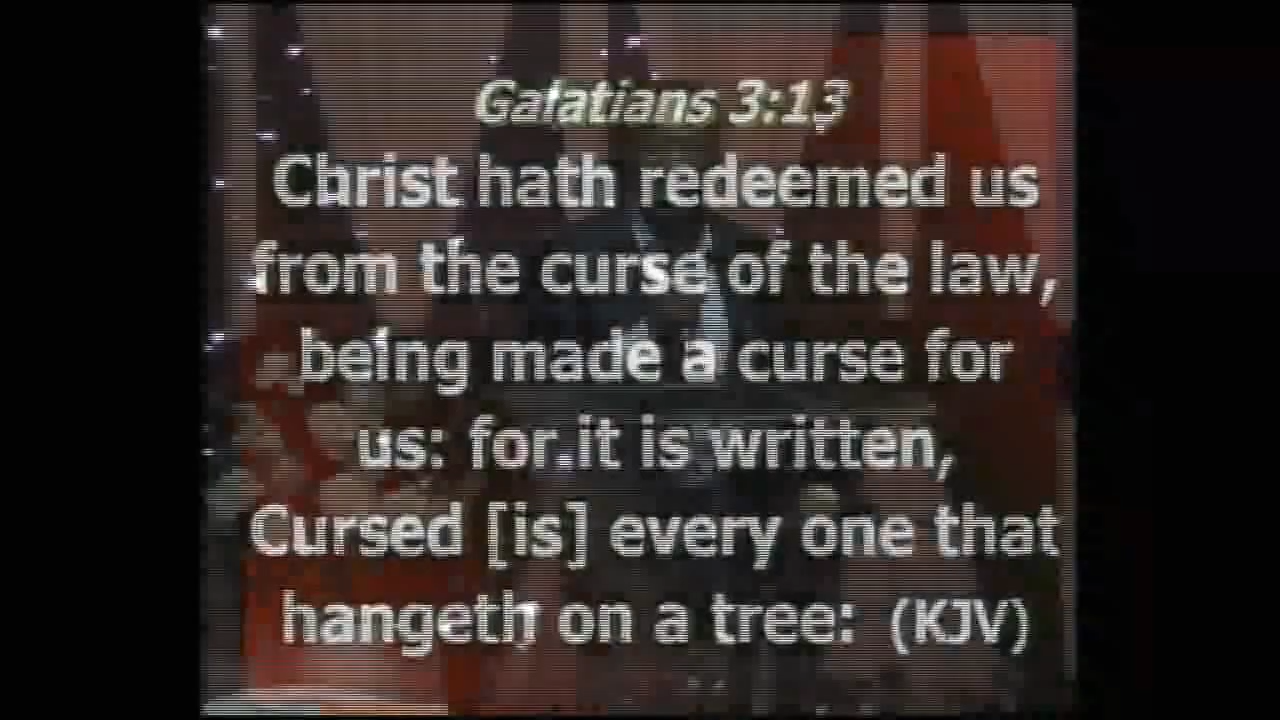 Galatians 3:13
Christ hath redeemed us
from the curse of the law,
being made a curse for
us: for it is written,
Cursed [is] every one that
hangeth on a tree: (KJV)